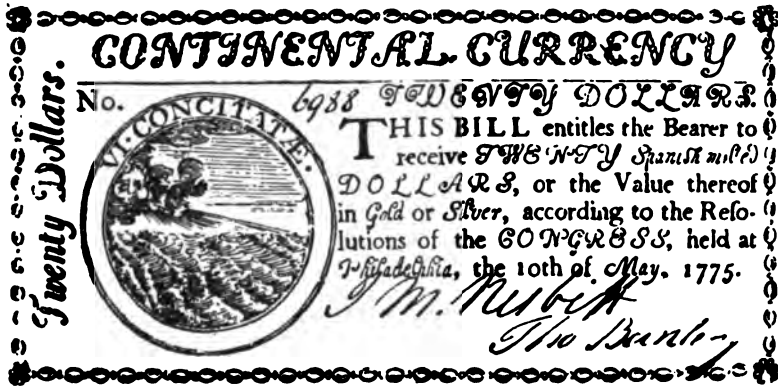 CONTINENTAL CURRENCY
Twenty Dollars.
No. 6988 TWENTY DOLLARS.
VI·CONCITATÆ.
THIS BILL entitles the Bearer to
receive TWENTY Spanish milled
DOLLARS, or the Value thereof
in Gold or Silver, according to the Reso-
lutions of the CONGRESS, held at
Philadelphia, the 10th of May, 1775.
J M. Nesbitt
Tho